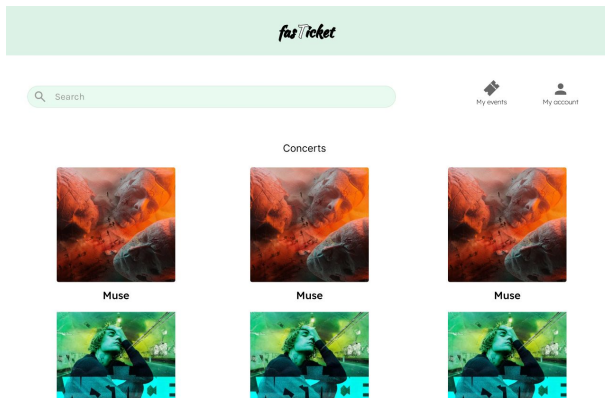 fasTicket
Search
My events
My account
Concerts
Muse
Muse
Muse